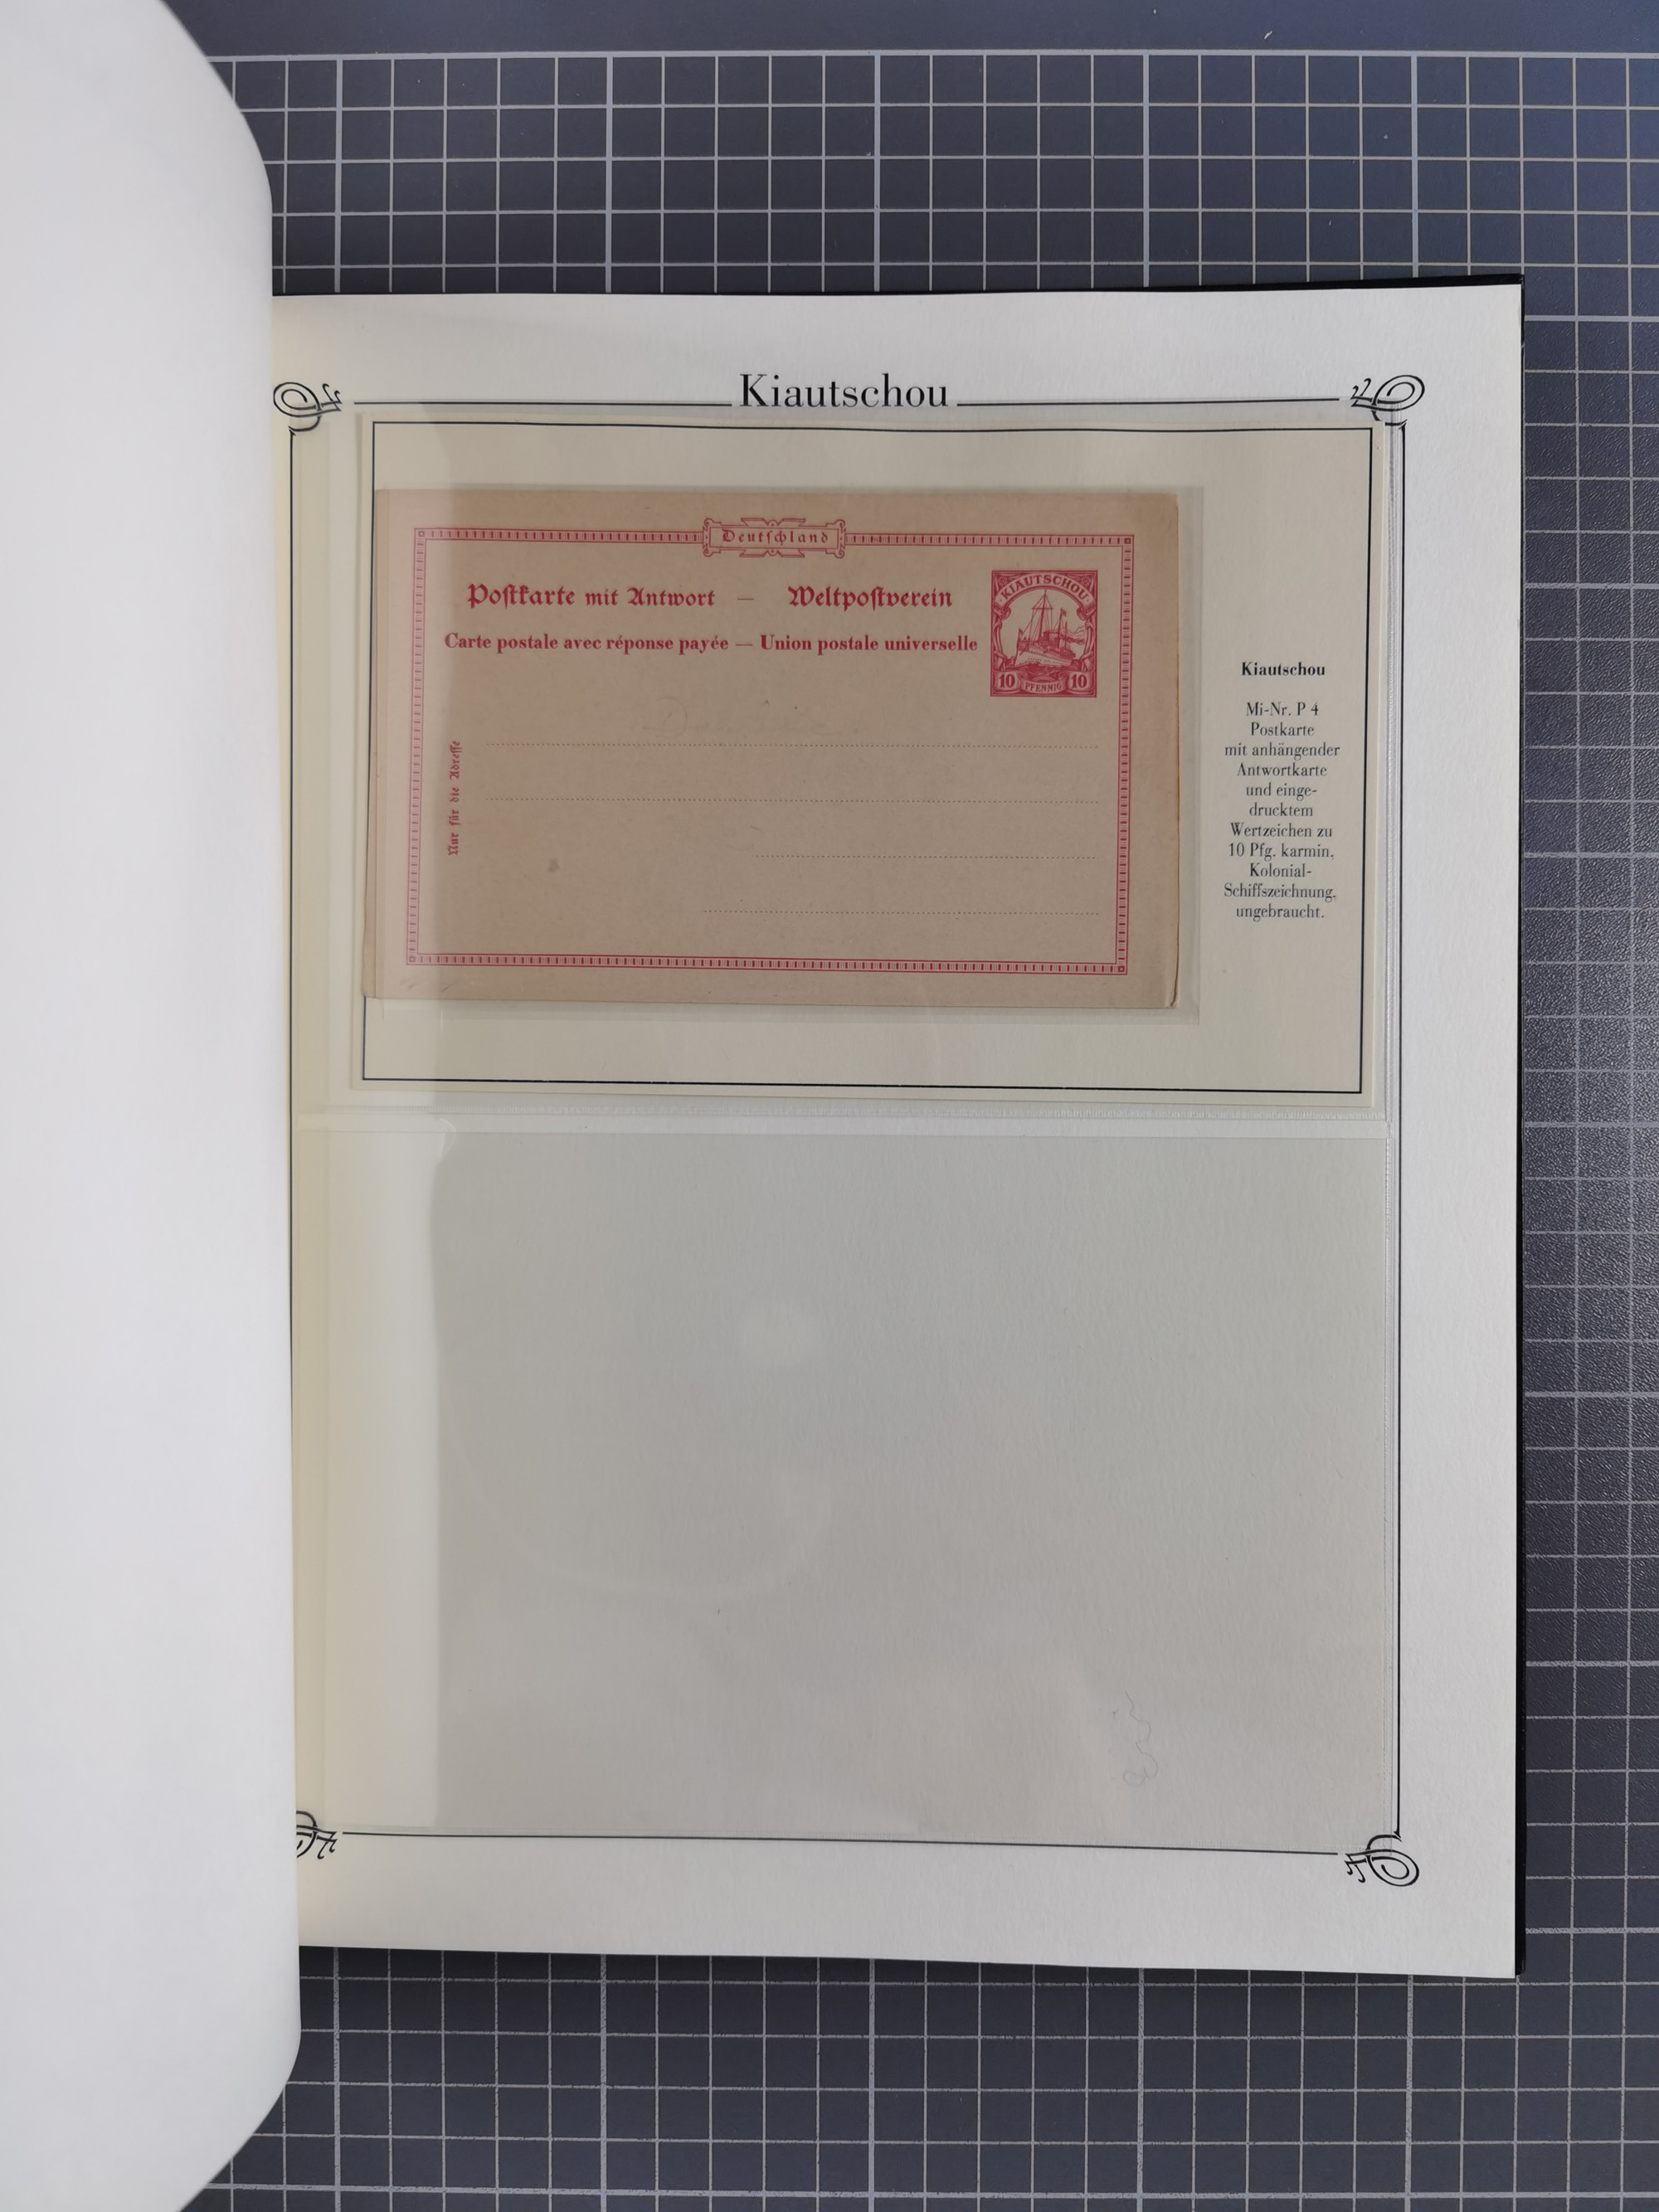 Kiautschou
Deutschland
Postkarte mit Antwort — Weltpostverein
Carte postale avec réponse payée — Union postale universelle
KIAUTSCHOU
10 PFENNIG 10
Nur für die Adresse
Kiautschou
Mi-Nr. P 4
Postkarte
mit anhängender
Antwortkarte
und einge-
drucktem
Wertzeichen zu
10 Pfg. karmin,
Kolonial-
Schiffszeichnung,
ungebraucht.